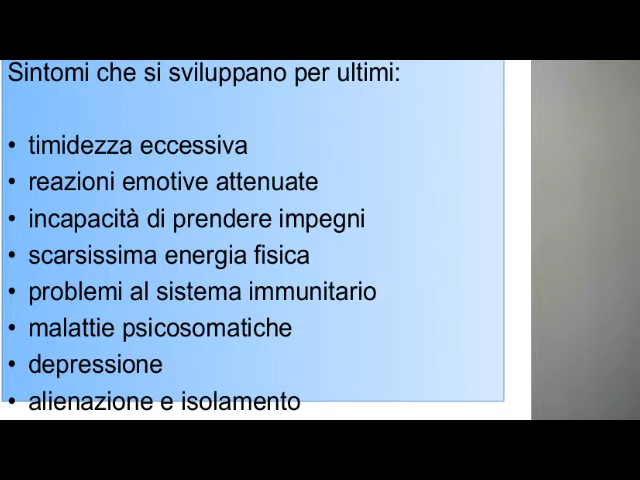 Sintomi che si sviluppano per ultimi:
• timidezza eccessiva
• reazioni emotive attenuate
• incapacità di prendere impegni
• scarsissima energia fisica
• problemi al sistema immunitario
• malattie psicosomatiche
• depressione
• alienazione e isolamento